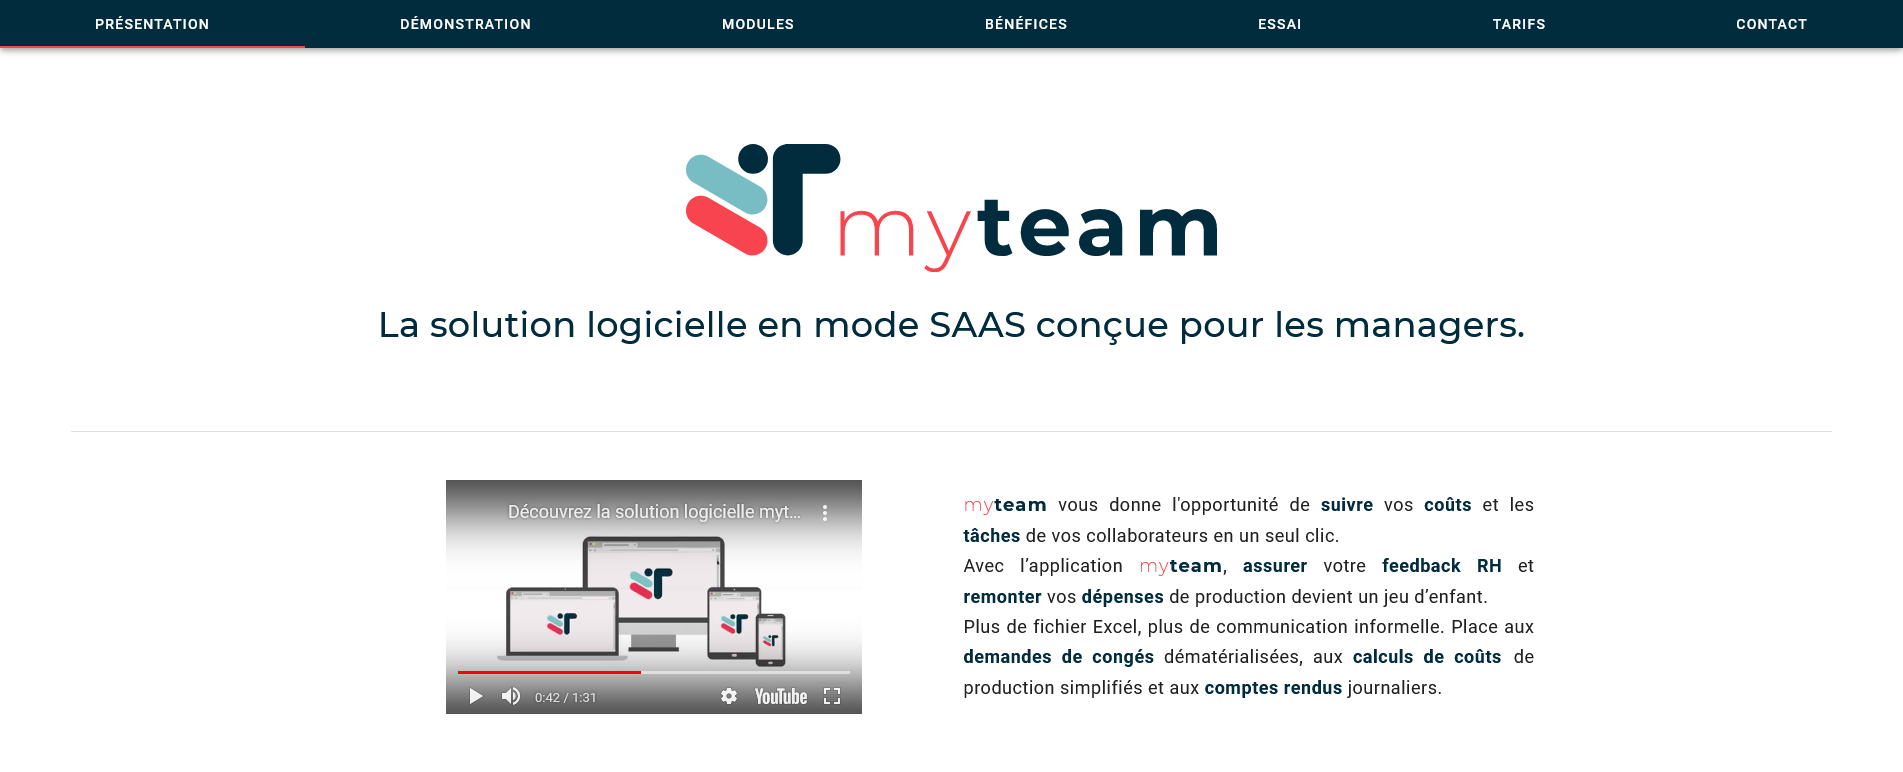 PRÉSENTATION DÉMONSTRATION MODULES BÉNÉFICES ESSAI TARIFS CONTACT
myteam
La solution logicielle en mode SAAS conçue pour les managers.
Découvrez la solution logicielle myt...
0:42 / 1:31
YouTube
myteam vous donne l'opportunité de suivre vos coûts et les
tâches de vos collaborateurs en un seul clic.
Avec l’application myteam, assurer votre feedback RH et
remonter vos dépenses de production devient un jeu d’enfant.
Plus de fichier Excel, plus de communication informelle. Place aux
demandes de congés dématérialisées, aux calculs de coûts de
production simplifiés et aux comptes rendus journaliers.